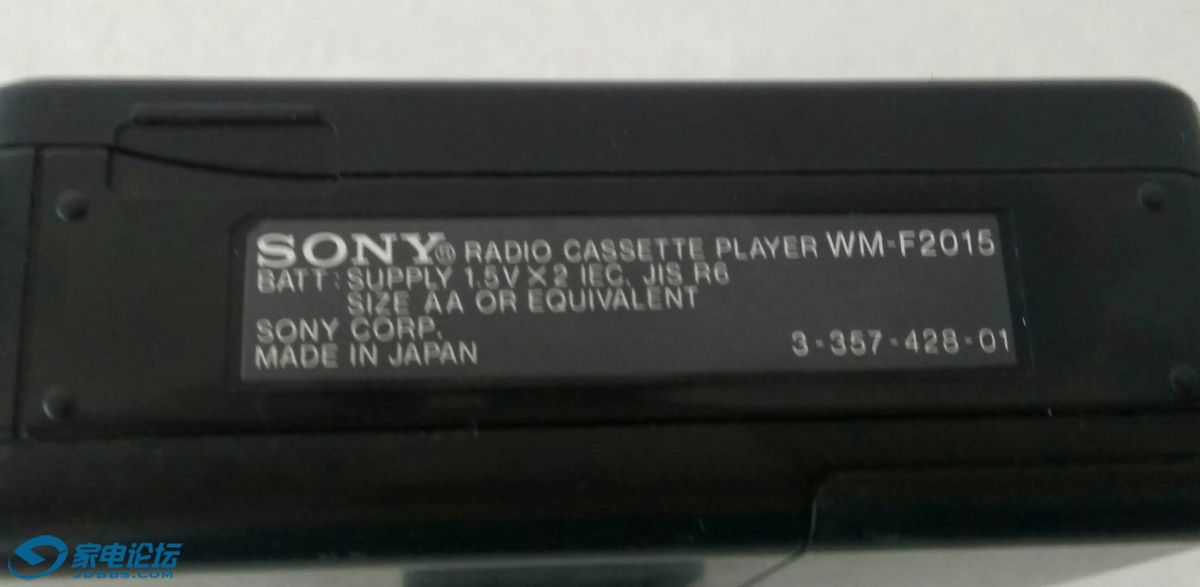 SONY® RADIO CASSETTE PLAYER WM-F2015
BATT: SUPPLY 1.5V×2 IEC, JIS R6
SIZE AA OR EQUIVALENT
SONY CORP.
MADE IN JAPAN
3-357-428-01
家电论坛
JDBBS.COM